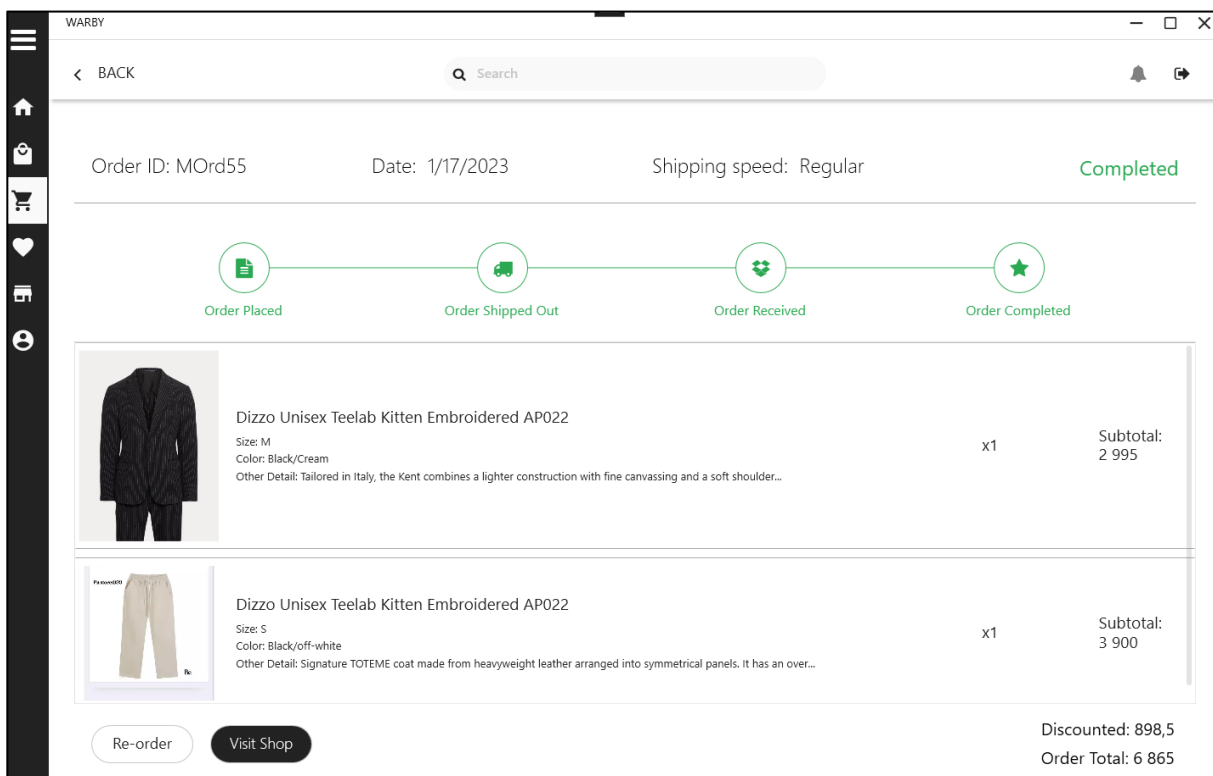 WARBY
BACK
Search
Order ID: MOrd55
Date: 1/17/2023
Shipping speed: Regular
Completed
Order Placed
Order Shipped Out
Order Received
Order Completed
Dizzo Unisex Teelab Kitten Embroidered AP022
Size: M
Color: Black/Cream
Other Detail: Tailored in Italy, the Kent combines a lighter construction with fine canvassing and a soft shoulder...
x1
Subtotal:
2 995
Dizzo Unisex Teelab Kitten Embroidered AP022
Size: S
Color: Black/off-white
Other Detail: Signature TOTEME coat made from heavyweight leather arranged into symmetrical panels. It has an over...
x1
Subtotal:
3 900
Re-order
Visit Shop
Discounted: 898,5
Order Total: 6 865